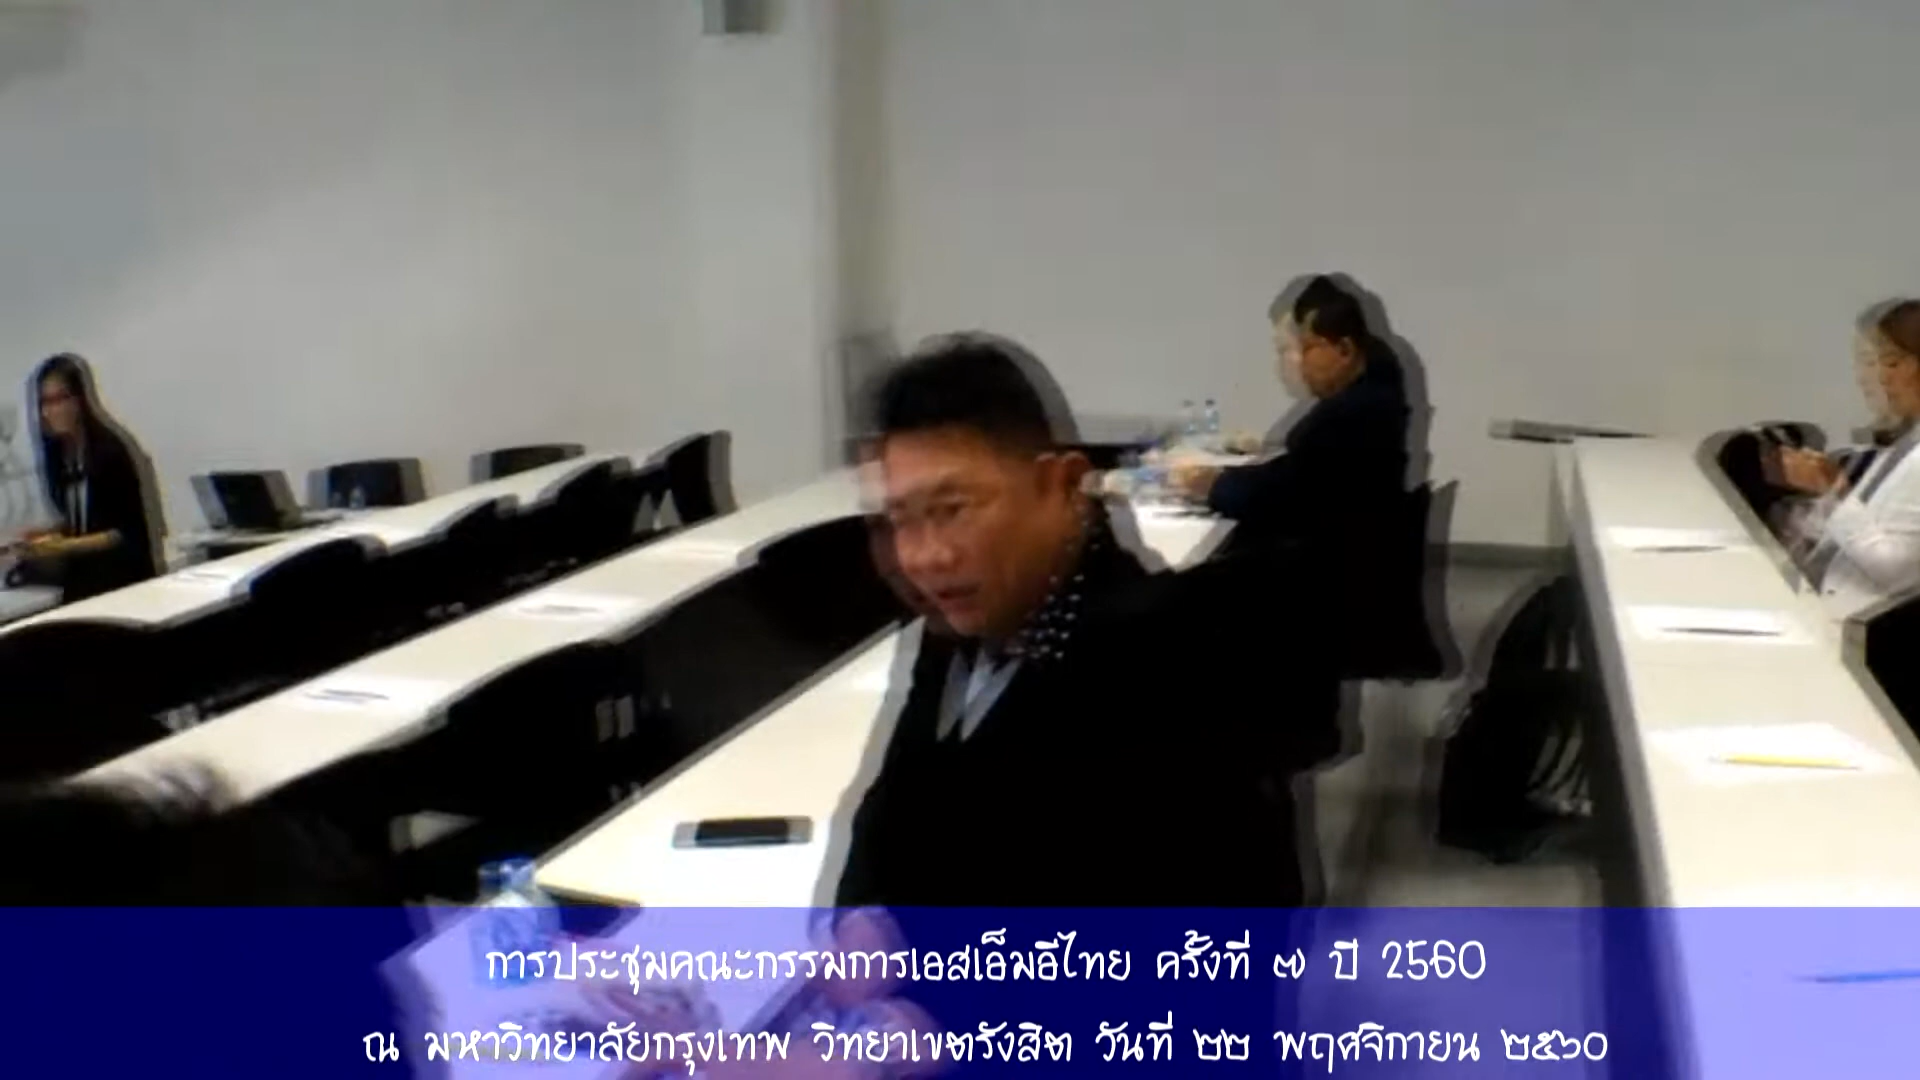 การประชุมคณะกรรมการเอสเอ็มอีไทย ครั้งที่ ๗ ปี 2560
ณ มหาวิทยาลัยกรุงเทพ วิทยาเขตรังสิต วันที่ ๒๒ พฤศจิกายน ๒๕๖๐